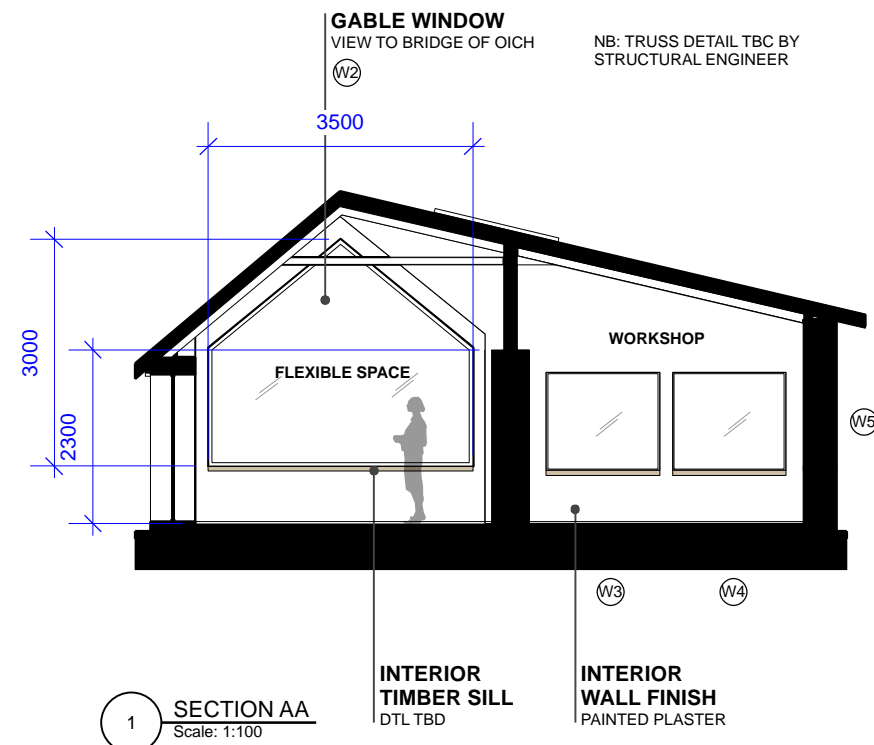 GABLE WINDOW
VIEW TO BRIDGE OF OICH
W2
NB: TRUSS DETAIL TBC BY
STRUCTURAL ENGINEER
3500
3000
2300
FLEXIBLE SPACE
WORKSHOP
W5
W3
W4
INTERIOR
TIMBER SILL
DTL TBD
INTERIOR
WALL FINISH
PAINTED PLASTER
1
SECTION AA
Scale: 1:100